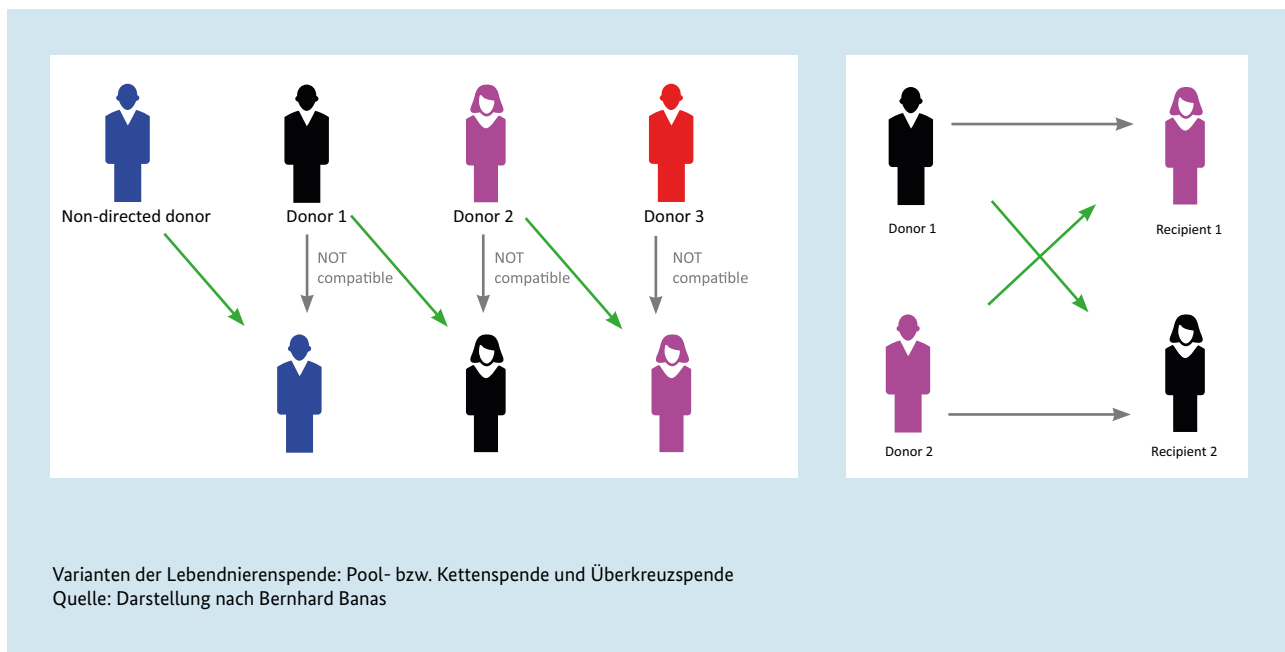 Non-directed donor
Donor 1
Donor 2
Donor 3
NOT
compatible
NOT
compatible
NOT
compatible
Donor 1
Recipient 1
Donor 2
Recipient 2
Varianten der Lebendnierenspende: Pool- bzw. Kettenspende und Überkreuzspende
Quelle: Darstellung nach Bernhard Banas